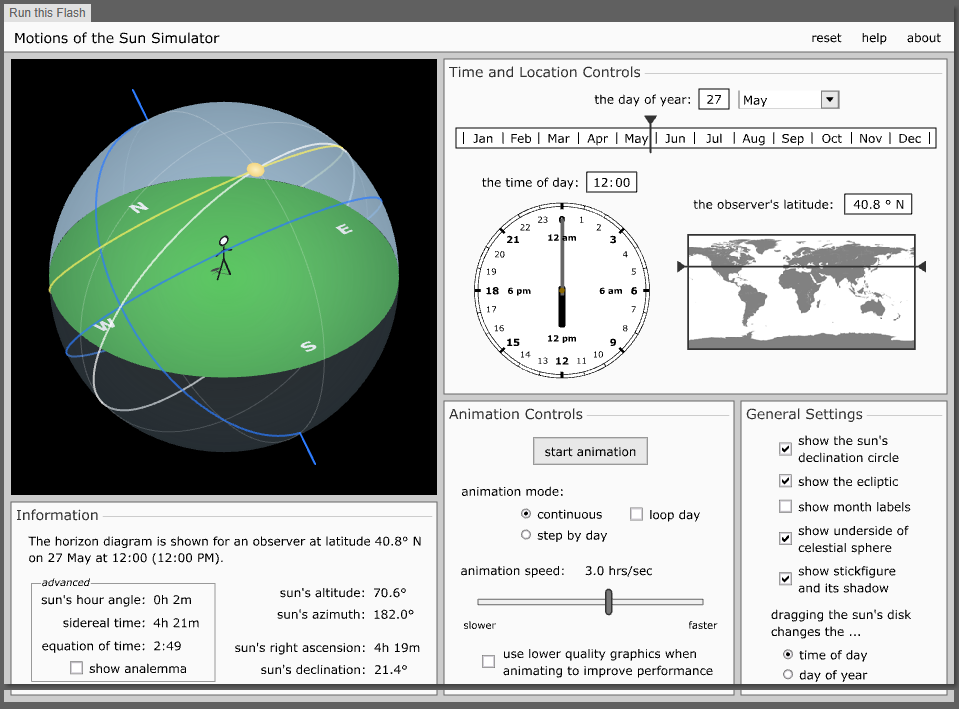 Run this Flash
Motions of the Sun Simulator
reset help about
N
E
W
S
Time and Location Controls
the day of year: 27 May
Jan Feb Mar Apr May Jun Jul Aug Sep Oct Nov Dec
the time of day: 12:00
23 1
22 2
21 12 am 3
20 4
19 5
18 6 pm 6 am 6
17 7
16 8
15 12 pm 9
14 10
13 12 11
the observer's latitude: 40.8 ° N
Information
The horizon diagram is shown for an observer at latitude 40.8° N
on 27 May at 12:00 (12:00 PM).
advanced
sun's hour angle: 0h 2m
sidereal time: 4h 21m
equation of time: 2:49
show analemma
sun's altitude: 70.6°
sun's azimuth: 182.0°
sun's right ascension: 4h 19m
sun's declination: 21.4°
Animation Controls
start animation
animation mode:
continuous loop day
step by day
animation speed: 3.0 hrs/sec
slower faster
use lower quality graphics when
animating to improve performance
General Settings
show the sun's
declination circle
show the ecliptic
show month labels
show underside of
celestial sphere
show stickfigure
and its shadow
dragging the sun's disk
changes the ...
time of day
day of year